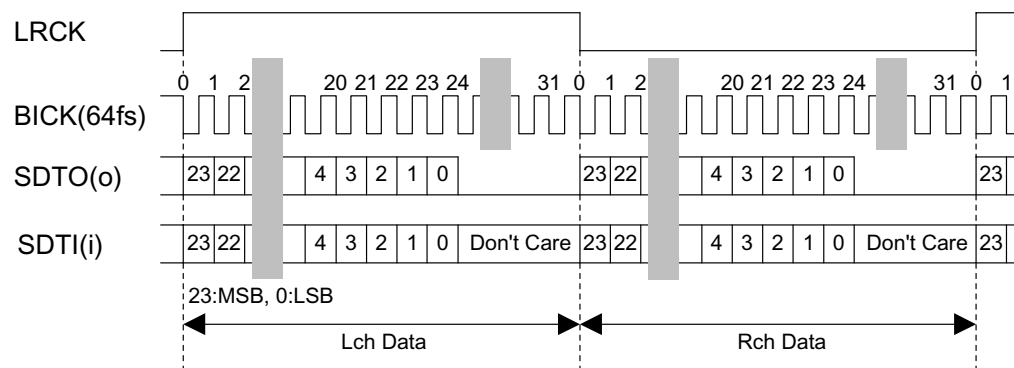 LRCK
0 1 2 20 21 22 23 24 31 0 1 2 20 21 22 23 24 31 0 1
BICK(64fs)
SDTO(o) 23 22 4 3 2 1 0 23 22 4 3 2 1 0 23
SDTI(i) 23 22 4 3 2 1 0 Don't Care 23 22 4 3 2 1 0 Don't Care 23
23:MSB, 0:LSB
Lch Data Rch Data